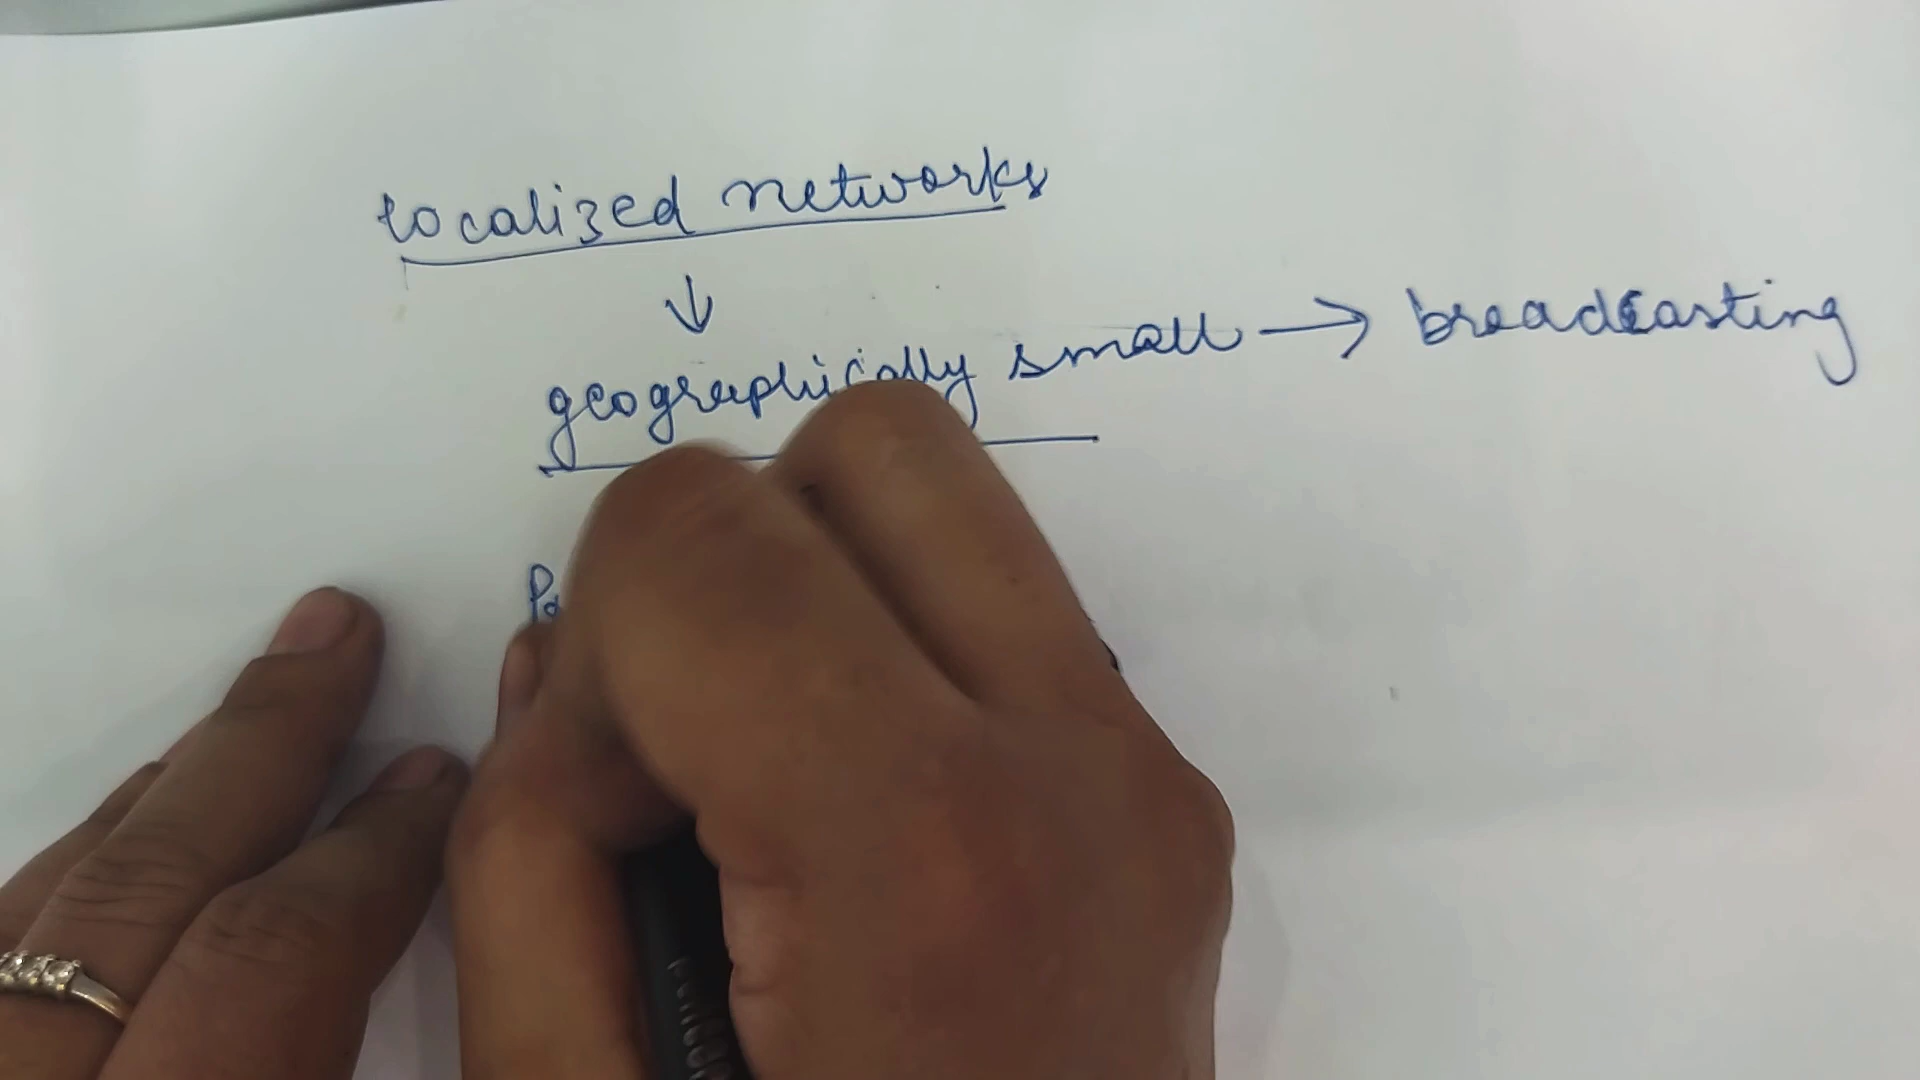 localized networks
↓
geographically small → broadcasting